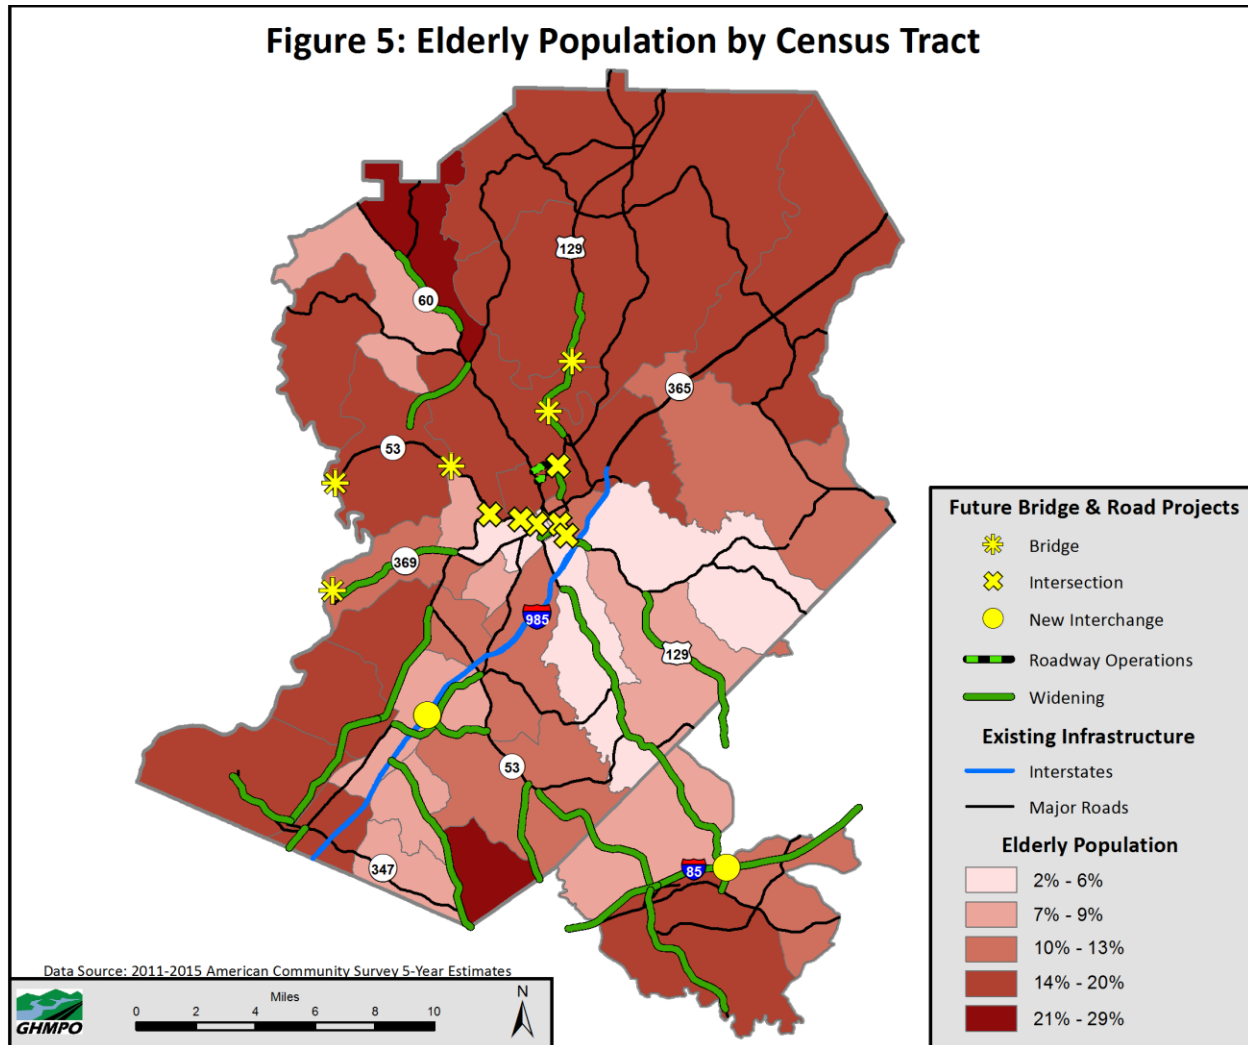 Figure 5: Elderly Population by Census Tract
129
60
365
53
369
985
129
53
347
85
Future Bridge & Road Projects
Bridge
Intersection
New Interchange
Roadway Operations
Widening
Existing Infrastructure
Interstates
Major Roads
Elderly Population
2% - 6%
7% - 9%
10% - 13%
14% - 20%
21% - 29%
Data Source: 2011-2015 American Community Survey 5-Year Estimates
GHMPO
Miles
0 2 4 6 8 10
N